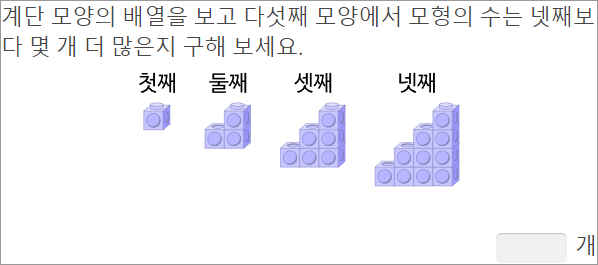 계단 모양의 배열을 보고 다섯째 모양에서 모형의 수는 넷째보
다 몇 개 더 많은지 구해 보세요.
첫째 둘째 셋째 넷째
개